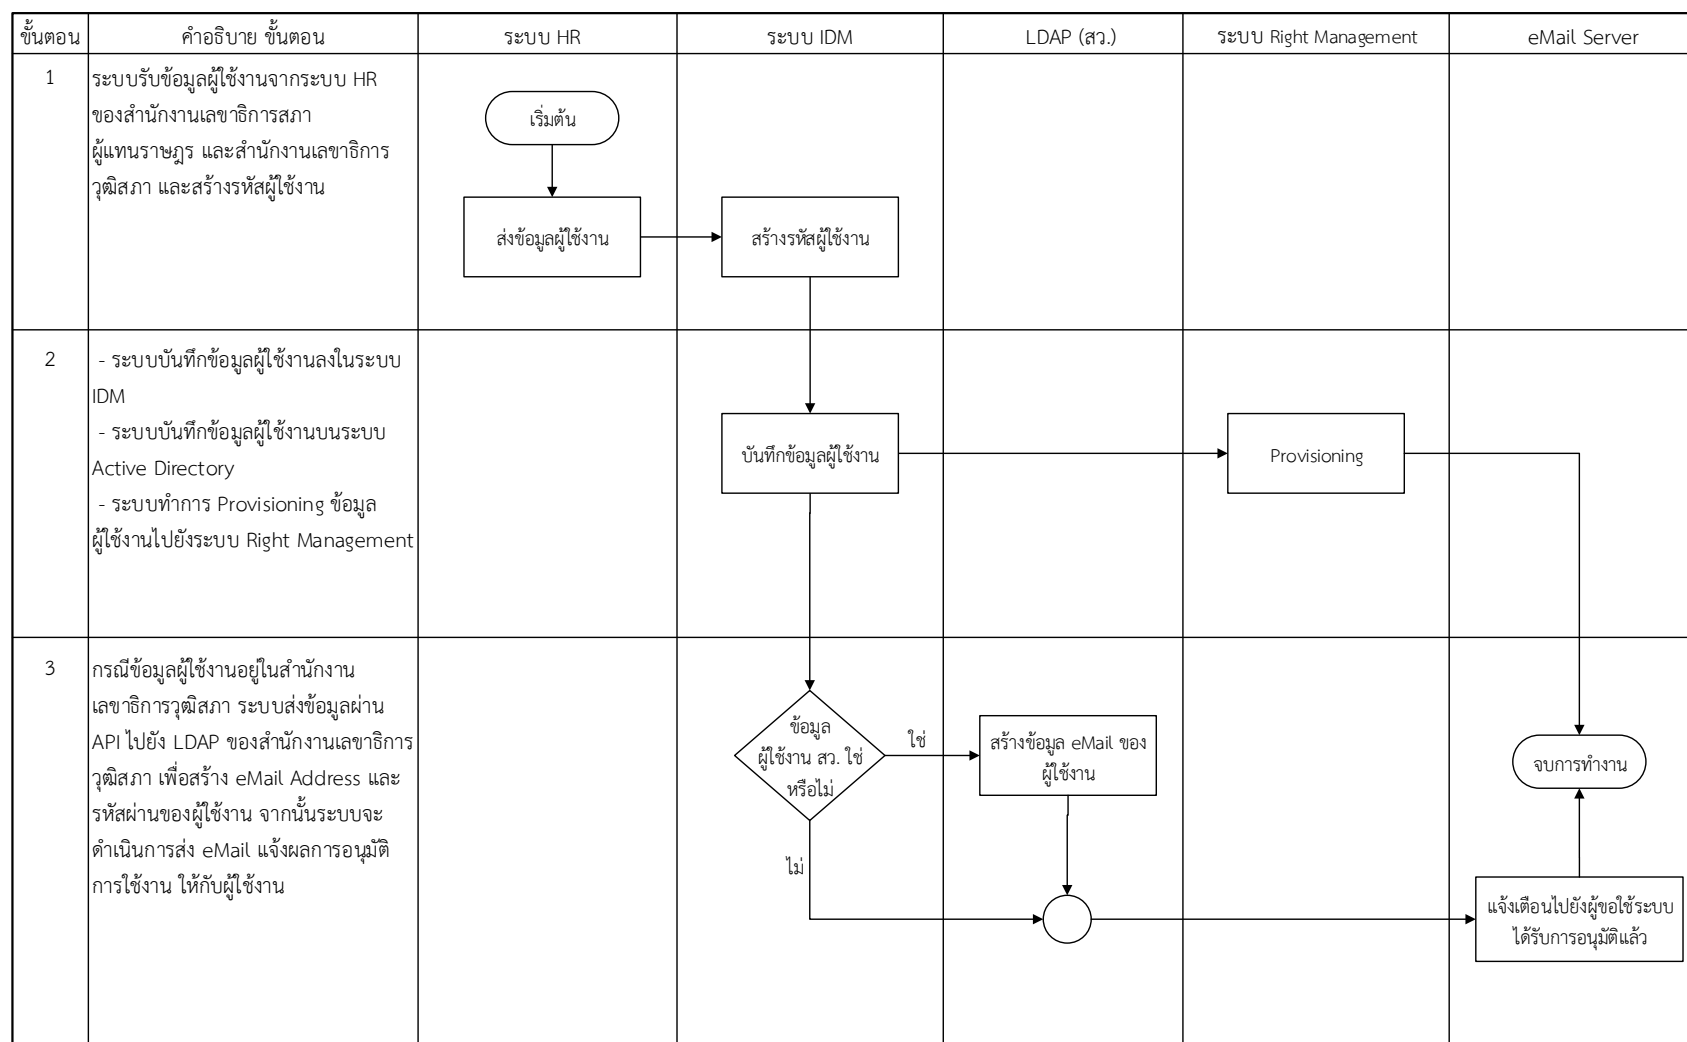 ขั้นตอน คำอธิบาย ขั้นตอน ระบบ HR ระบบ IDM LDAP (สว.) ระบบ Right Management eMail Server
1
ระบบรับข้อมูลผู้ใช้งานจากระบบ HR
ของสำนักงานเลขาธิการสภา
ผู้แทนราษฎร และสำนักงานเลขาธิการ
วุฒิสภา และสร้างรหัสผู้ใช้งาน
เริ่มต้น
ส่งข้อมูลผู้ใช้งาน
สร้างรหัสผู้ใช้งาน
2
- ระบบบันทึกข้อมูลผู้ใช้งานลงในระบบ
IDM
- ระบบบันทึกข้อมูลผู้ใช้งานบนระบบ
Active Directory
- ระบบทำการ Provisioning ข้อมูล
ผู้ใช้งานไปยังระบบ Right Management
บันทึกข้อมูลผู้ใช้งาน
Provisioning
3
กรณีข้อมูลผู้ใช้งานอยู่ในสำนักงาน
เลขาธิการวุฒิสภา ระบบส่งข้อมูลผ่าน
API ไปยัง LDAP ของสำนักงานเลขาธิการ
วุฒิสภา เพื่อสร้าง eMail Address และ
รหัสผ่านของผู้ใช้งาน จากนั้นระบบจะ
ดำเนินการส่ง eMail แจ้งผลการอนุมัติ
การใช้งาน ให้กับผู้ใช้งาน
ข้อมูล
ผู้ใช้งาน สว. ใช่
หรือไม่
ใช่
ไม่
สร้างข้อมูล eMail ของ
ผู้ใช้งาน
จบการทำงาน
แจ้งเตือนไปยังผู้ขอใช้ระบบ
ได้รับการอนุมัติแล้ว